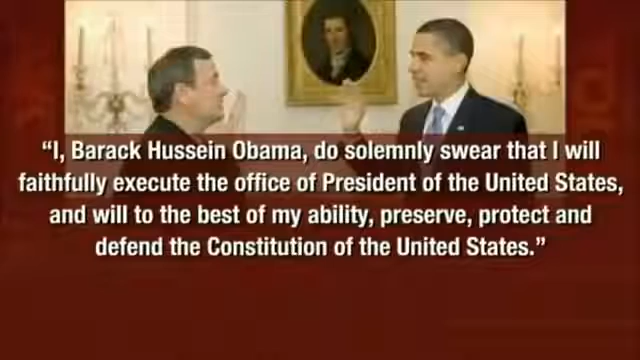 “I, Barack Hussein Obama, do solemnly swear that I will
faithfully execute the office of President of the United States,
and will to the best of my ability, preserve, protect and
defend the Constitution of the United States.”